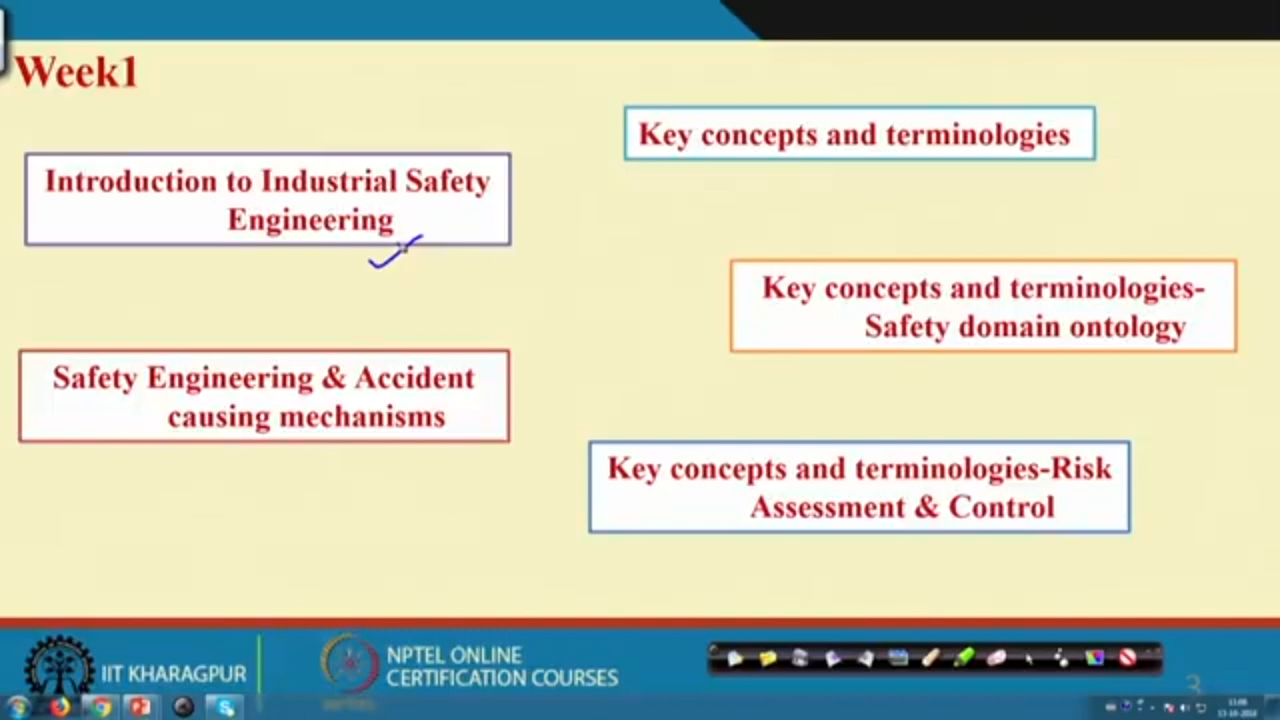 Week1
Introduction to Industrial Safety
Engineering
Safety Engineering & Accident
causing mechanisms
Key concepts and terminologies
Key concepts and terminologies-
Safety domain ontology
Key concepts and terminologies-Risk
Assessment & Control
IIT KHARAGPUR
NPTEL ONLINE
CERTIFICATION COURSES
3